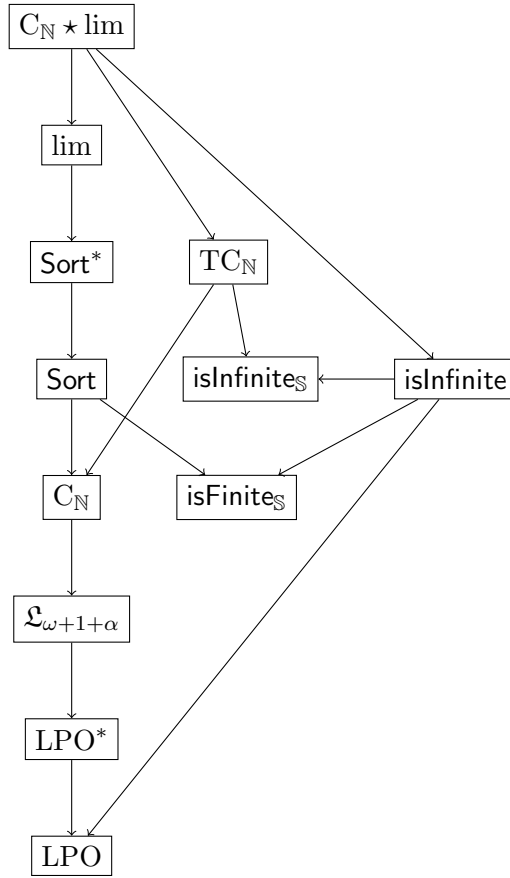 C_ℕ ⋆ lim
lim
Sort*
TC_ℕ
Sort
isInfinite_𝕊
isInfinite
C_ℕ
isFinite_𝕊
𝔏_{ω+1+α}
LPO*
LPO